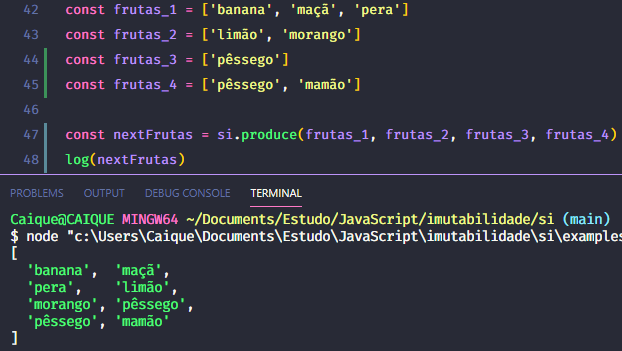 42 const frutas_1 = ['banana', 'maçã', 'pera']
43 const frutas_2 = ['limão', 'morango']
44 const frutas_3 = ['pêssego']
45 const frutas_4 = ['pêssego', 'mamão']
46
47 const nextFrutas = si.produce(frutas_1, frutas_2, frutas_3, frutas_4)
48 log(nextFrutas)
PROBLEMS OUTPUT DEBUG CONSOLE TERMINAL
Caique@CAIQUE MINGW64 ~/Documents/Estudo/JavaScript/imutabilidade/si (main)
$ node "c:\Users\Caique\Documents\Estudo\JavaScript\imutabilidade\si\examples
[
'banana', 'maçã',
'pera', 'limão',
'morango', 'pêssego',
'pêssego', 'mamão'
]